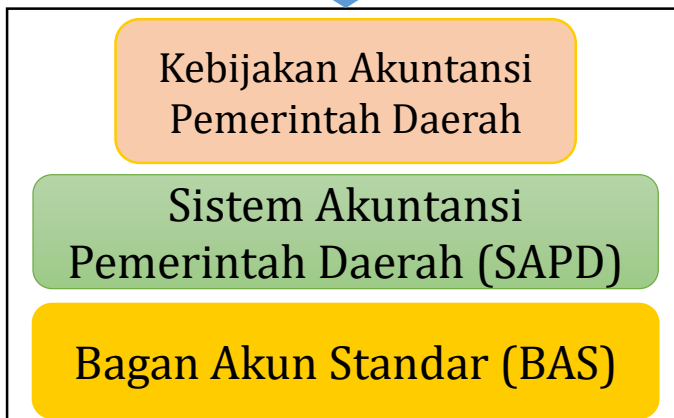 Kebijakan Akuntansi
Pemerintah Daerah
Sistem Akuntansi
Pemerintah Daerah (SAPD)
Bagan Akun Standar (BAS)